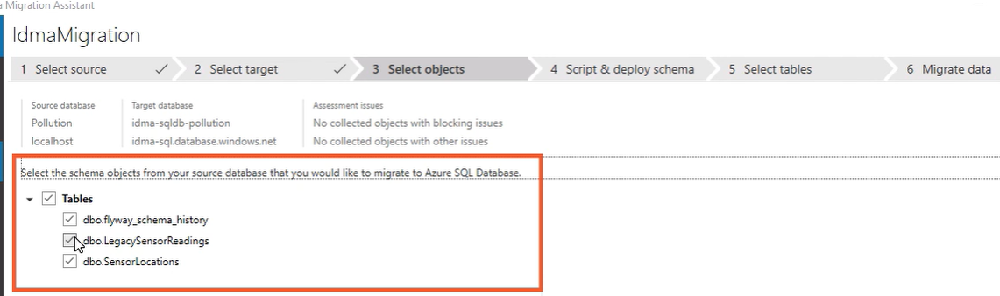 a Migration Assistant
IdmaMigration
1 Select source 2 Select target 3 Select objects 4 Script & deploy schema 5 Select tables 6 Migrate data
Source database Target database Assessment issues
Pollution idma-sqldb-pollution No collected objects with blocking issues
localhost idma-sql.database.windows.net No collected objects with other issues
Select the schema objects from your source database that you would like to migrate to Azure SQL Database.
Tables
dbo.flyway_schema_history
dbo.LegacySensorReadings
dbo.SensorLocations